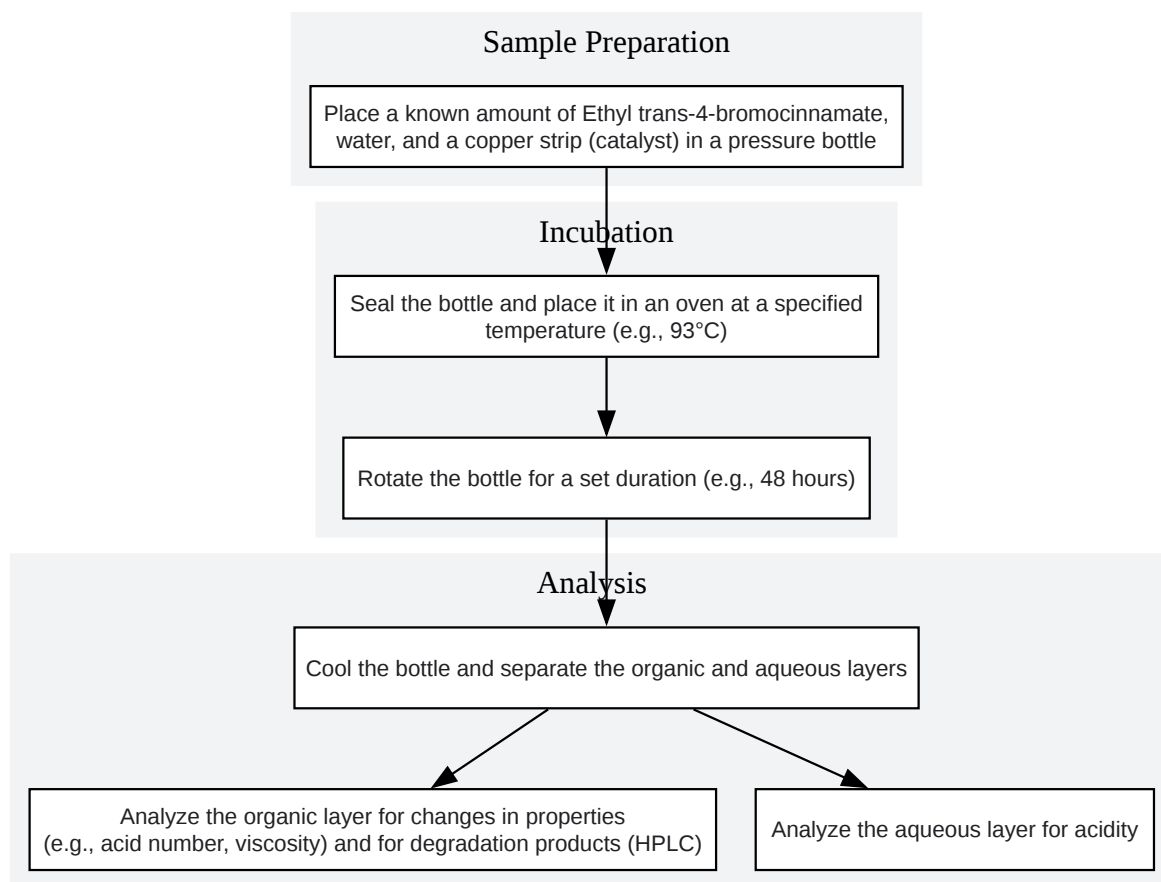 Sample Preparation
Place a known amount of Ethyl trans-4-bromocinnamate,
water, and a copper strip (catalyst) in a pressure bottle
Incubation
Seal the bottle and place it in an oven at a specified
temperature (e.g., 93°C)
Rotate the bottle for a set duration (e.g., 48 hours)
Analysis
Cool the bottle and separate the organic and aqueous layers
Analyze the organic layer for changes in properties
(e.g., acid number, viscosity) and for degradation products (HPLC)
Analyze the aqueous layer for acidity